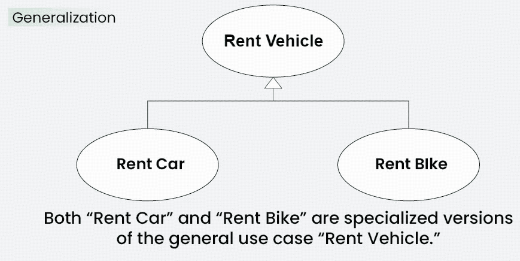 Generalization
Rent Vehicle
Rent Car
Rent BIke
Both “Rent Car” and “Rent Bike” are specialized versions
of the general use case “Rent Vehicle.”